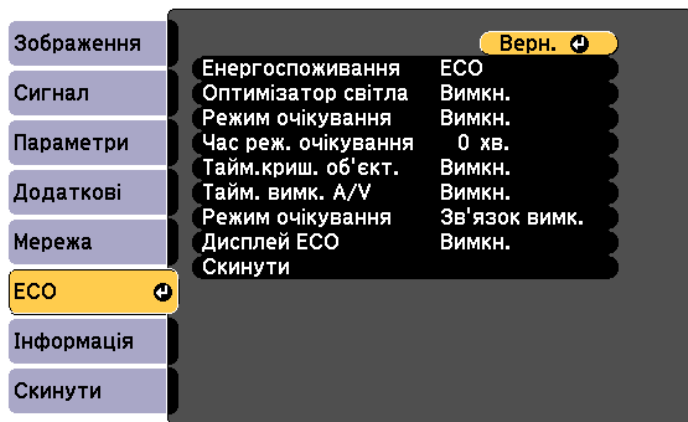 Зображення
Сигнал
Параметри
Додаткові
Мережа
ECO
Інформація
Скинути
Верн.
Енергоспоживання ECO
Оптимізатор світла Вимкн.
Режим очікування Вимкн.
Час реж. очікування 0 хв.
Тайм.криш. об'єкт. Вимкн.
Тайм. вимк. A/V Вимкн.
Режим очікування Зв'язок вимк.
Дисплей ECO Вимкн.
Скинути